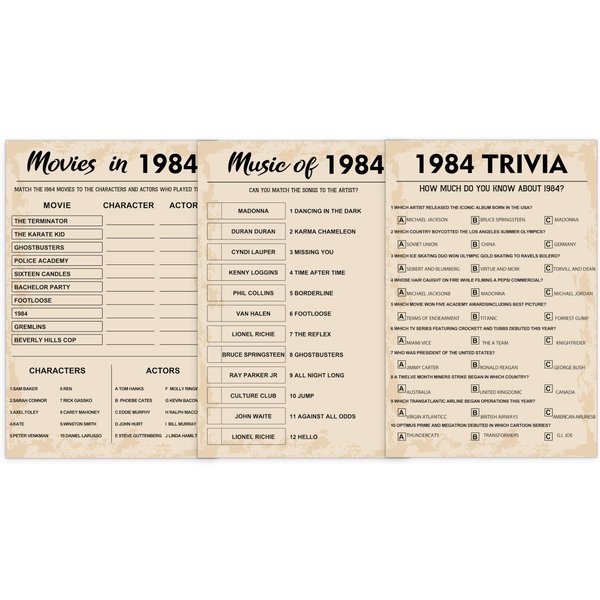 Movies in 1984
MATCH THE 1984 MOVIES TO THE CHARACTERS AND ACTORS WHO PLAYED
MOVIE CHARACTER ACTOR
THE TERMINATOR
THE KARATE KID
GHOSTBUSTERS
POLICE ACADEMY
SIXTEEN CANDLES
BACHELOR PARTY
FOOTLOOSE
1984
GREMLINS
BEVERLY HILLS COP
CHARACTERS ACTORS
1.SAM BAKER 6 REN A TOM HANKS F MOLLY RING
2.SARAH CONNOR 7 RICK GASSKO B PHOEBE CATES G KEVIN BACON
3.AXEL FOLEY 8 CAREY MAHONEY C EDDIE MURPHY H RALPH MACC
4.KATE 9 WINSTON SMITH D JOHN HURT I BILL MURRAY
5.PETER VENKMAN 10 DANIEL LARUSSO E STEVE GUTTENBERG J LINDA HAMILT
Music of 1984
CAN YOU MATCH THE SONGS TO THE ARTIST?
MADONNA 1 DANCING IN THE DARK
DURAN DURAN 2 KARMA CHAMELEON
CYNDI LAUPER 3 MISSING YOU
KENNY LOGGINS 4 TIME AFTER TIME
PHIL COLLINS 5 BORDERLINE
VAN HALEN 6 FOOTLOOSE
LIONEL RICHIE 7 THE REFLEX
BRUCE SPRINGSTEEN 8 GHOSTBUSTERS
RAY PARKER JR 9 ALL NIGHT LONG
CULTURE CLUB 10 JUMP
JOHN WAITE 11 AGAINST ALL ODDS
LIONEL RICHIE 12 HELLO
1984 TRIVIA
HOW MUCH DO YOU KNOW ABOUT 1984?
1 WHICH ARTIST RELEASED THE ICONIC ALBUM BORN IN THE USA?
A MICHAEL JACKSON B BRUCE SPRINGSTEEN C MADONNA
2 WHICH COUNTRY BOYCOTTED THE LOS ANGELES SUMMER OLYMPICS?
A SOVIET UNION B CHINA C GERMANY
3 WHICH ICE SKATING DUO WON OLYMPIC GOLD SKATING TO RAVELS BOLERO?
A SEIBERT AND BLUMBERG B VIRTUE AND MOIR C TORVILL AND DEAN
4 WHOSE HAIR CAUGHT ON FIRE WHILE FILMING A PEPSI COMMERCIAL?
A MICHAEL JACKSON B MADONNA C MICHAEL JORDAN
5 WHICH MOVIE WON FIVE ACADEMY AWARDS INCLUDING BEST PICTURE?
A TERMS OF ENDEARMENT B TITANIC C FORREST GUMP
6 WHICH TV SERIES FEATURING CROCKETT AND TUBBS DEBUTED THIS YEAR?
A MIAMI VICE B THE A TEAM C KNIGHTRIDER
7 WHO WAS PRESIDENT OF THE UNITED STATES?
A JIMMY CARTER B RONALD REAGAN C GEORGE BUSH
8 A TWELVE MONTH MINERS STRIKE BEGAN IN WHICH COUNTRY?
A AUSTRALIA B UNITED KINGDOMC C CANADA
9 WHICH TRANSATLANTIC AIRLINE BEGAN OPERATIONS THIS YEAR?
A VIRGIN ATLANTICC B BRITISH AIRWAYS C AMERICAN AIRLINESB
10 OPTIMUS PRIME AND MEGATRON DEBUTED IN WHICH CARTOON SERIES?
A THUNDERCATS B TRANSFORMERS C G.I. JOE